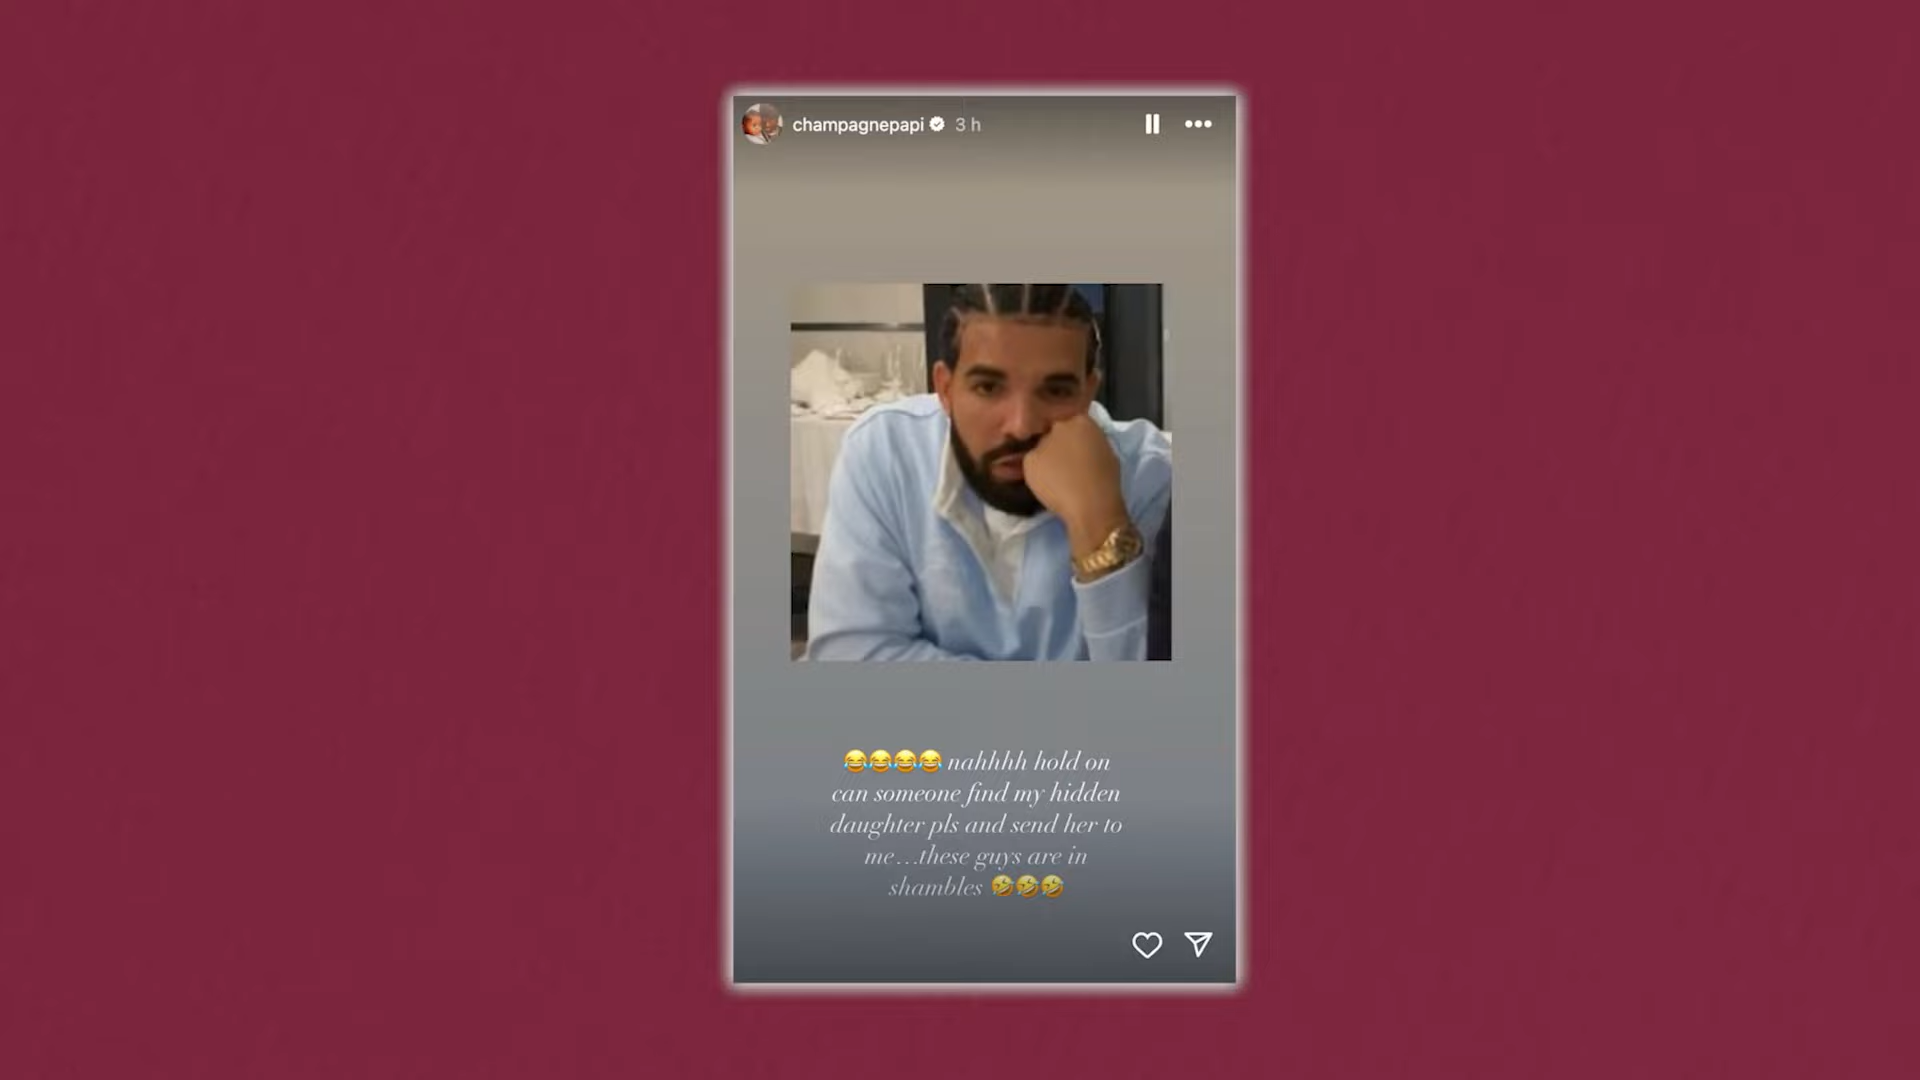 champagnepapi 3 h
😂😂😂😂 nahhhh hold on
can someone find my hidden
daughter pls and send her to
me...these guys are in
shambles 🤣🤣🤣